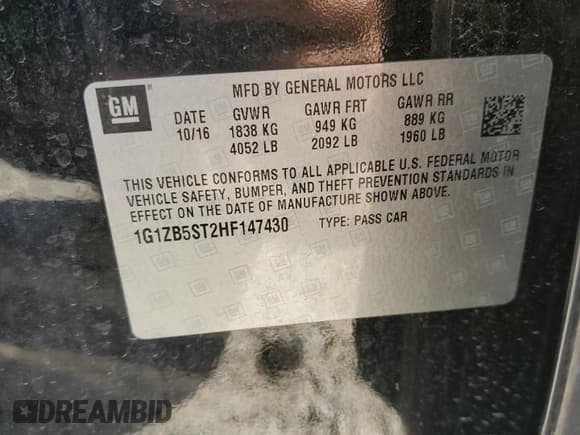 GM
MFD BY GENERAL MOTORS LLC
DATE GVWR GAWR FRT GAWR RR
10/16 1838 KG 949 KG 889 KG
4052 LB 2092 LB 1960 LB
THIS VEHICLE CONFORMS TO ALL APPLICABLE U.S. FEDERAL MOTOR
VEHICLE SAFETY, BUMPER, AND THEFT PREVENTION STANDARDS IN
EFFECT ON THE DATE OF MANUFACTURE SHOWN ABOVE.
1G1ZB5ST2HF147430 TYPE: PASS CAR
DREAMBID